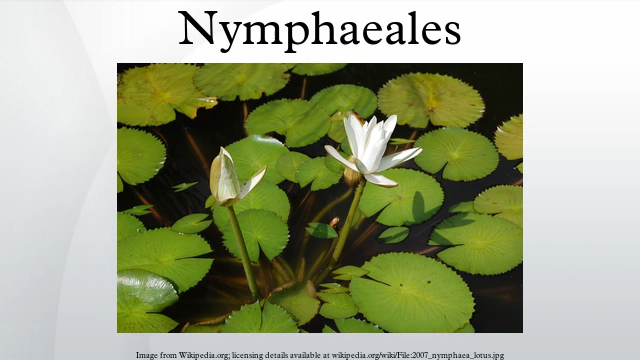 Nymphaeales
Image from Wikipedia.org; licensing details available at wikipedia.org/wiki/File:2007_nymphaea_lotus.jpg